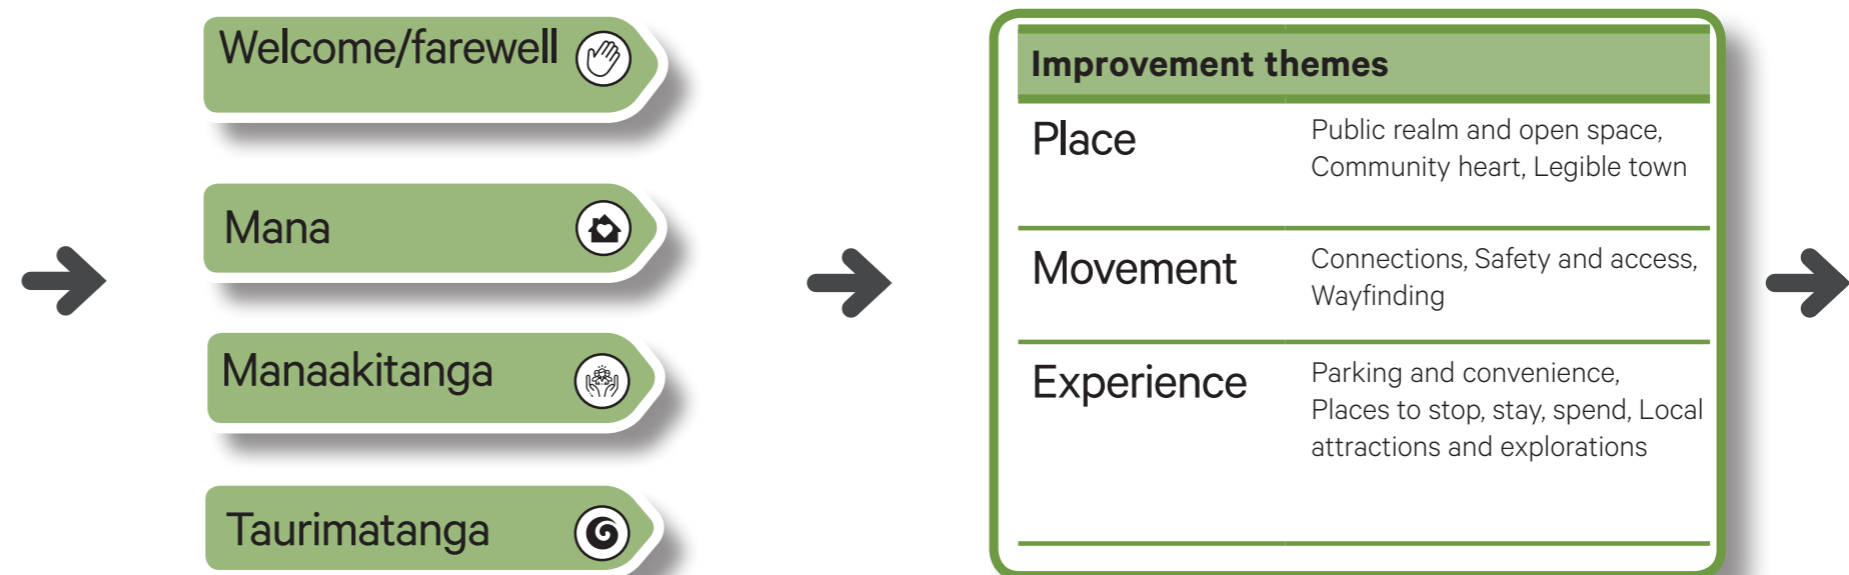 Welcome/farewell
Mana
Manaakitanga
Taurimatanga
Improvement themes
Place
Public realm and open space,
Community heart, Legible town
Movement
Connections, Safety and access,
Wayfinding
Experience
Parking and convenience,
Places to stop, stay, spend, Local
attractions and explorations